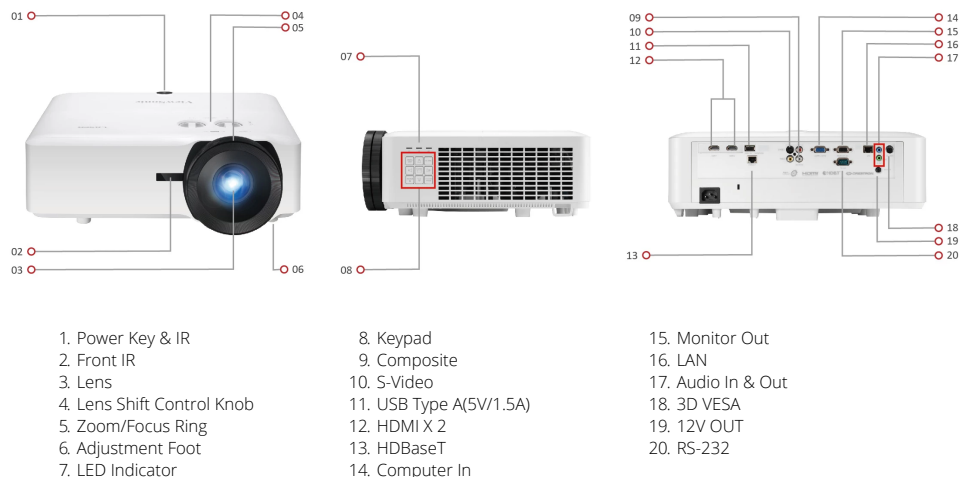 01
04
05
02
03
06
07
08
09
10
11
12
14
15
16
17
13
18
19
20
ViewSonic
HDMI
1. Power Key & IR
2. Front IR
3. Lens
4. Lens Shift Control Knob
5. Zoom/Focus Ring
6. Adjustment Foot
7. LED Indicator
8. Keypad
9. Composite
10. S-Video
11. USB Type A(5V/1.5A)
12. HDMI X 2
13. HDBaseT
14. Computer In
15. Monitor Out
16. LAN
17. Audio In & Out
18. 3D VESA
19. 12V OUT
20. RS-232